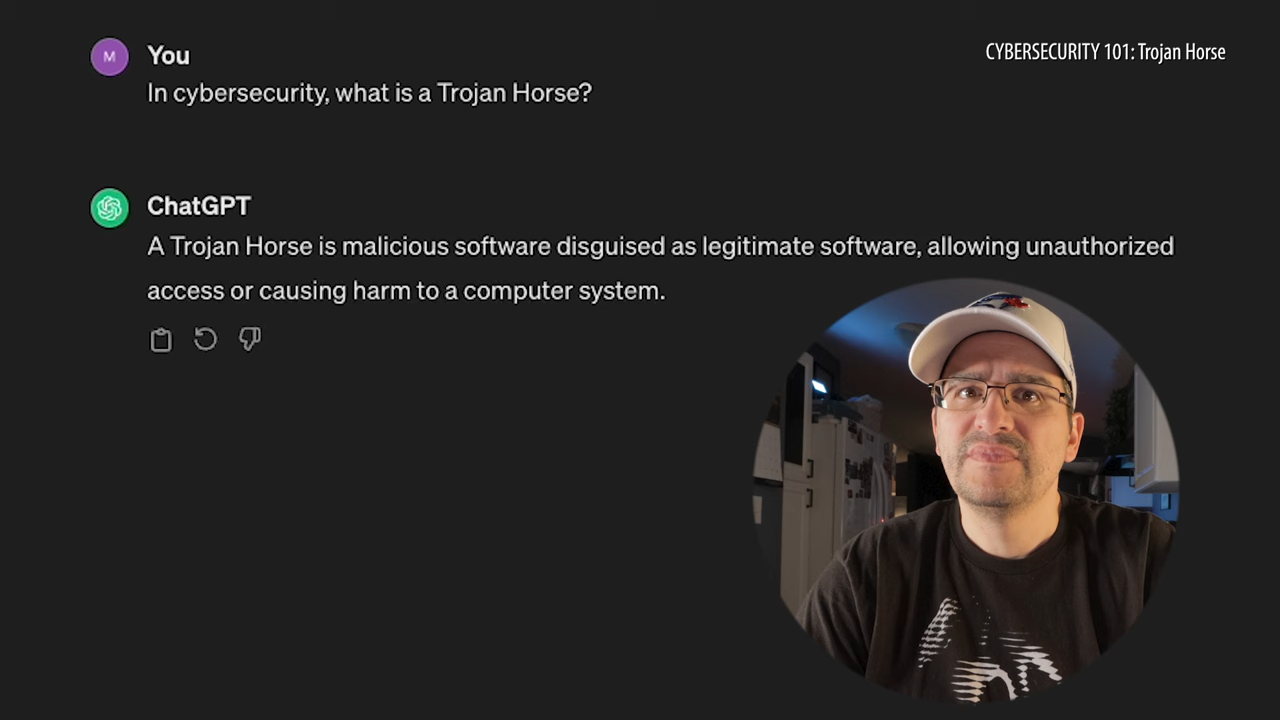 M
You
CYBERSECURITY 101: Trojan Horse
In cybersecurity, what is a Trojan Horse?
ChatGPT
A Trojan Horse is malicious software disguised as legitimate software, allowing unauthorized
access or causing harm to a computer system.